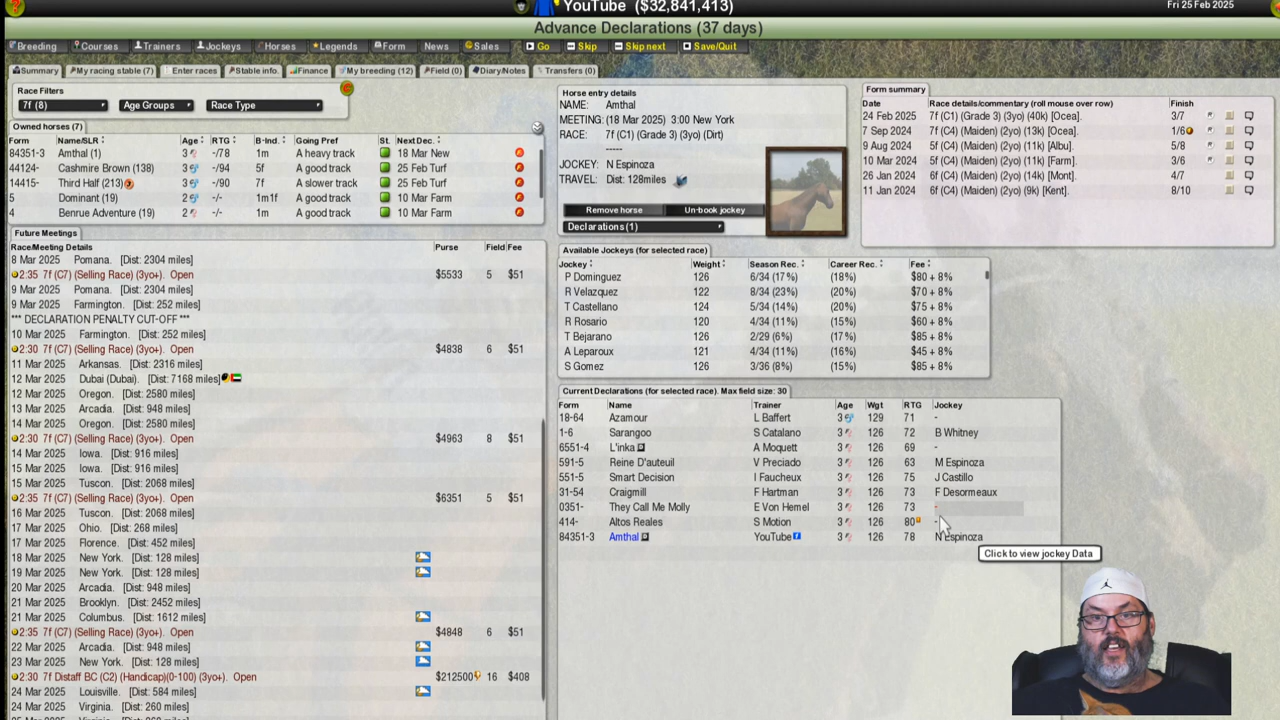 YouTube ($32,841,413)
Fri 25 Feb 2025
Advance Declarations (37 days)
Breeding Courses Trainers Jockeys Horses Legends Form News Sales Go Skip Skip next Save/Quit
Summary My racing stable (7) Enter races Stable info. Finance My breeding (12) Field (0) Diary/Notes Transfers (0)
Race Filters
7f (8) Age Groups Race Type
Owned horses (7)
Form Name/SLR Age RTG B-Ind. Going Pref St. Next Dec.
84351-3 Amthal (1) 3 -/78 1m A heavy track 18 Mar New
44124- Cashmire Brown (138) 3 -/94 5f A good track 25 Feb Turf
14415- Third Half (213) 3 -/90 7f A slower track 25 Feb Turf
5 Dominant (19) 2 -/- 1m1f A good track 10 Mar Farm
4 Benrue Adventure (19) 2 -/- 1m A good track 10 Mar Farm
Future Meetings
Race/Meeting Details Purse Field Fee
8 Mar 2025 Pomana. [Dist: 2304 miles]
2:35 7f (C7) (Selling Race) (3yo+). Open $5533 5 $51
9 Mar 2025 Pomana. [Dist: 2304 miles]
9 Mar 2025 Farmington. [Dist: 252 miles]
*** DECLARATION PENALTY CUT-OFF ***
10 Mar 2025 Farmington. [Dist: 252 miles]
2:30 7f (C7) (Selling Race) (3yo+). Open $4838 6 $51
11 Mar 2025 Arkansas. [Dist: 2316 miles]
12 Mar 2025 Dubai (Dubai). [Dist: 7168 miles]
12 Mar 2025 Oregon. [Dist: 2580 miles]
13 Mar 2025 Arcadia. [Dist: 948 miles]
14 Mar 2025 Oregon. [Dist: 2580 miles]
2:30 7f (C7) (Selling Race) (3yo+). Open $4963 8 $51
14 Mar 2025 Iowa. [Dist: 916 miles]
15 Mar 2025 Iowa. [Dist: 916 miles]
15 Mar 2025 Tuscon. [Dist: 2068 miles]
2:35 7f (C7) (Selling Race) (3yo+). Open $6351 5 $51
16 Mar 2025 Tuscon. [Dist: 2068 miles]
17 Mar 2025 Ohio. [Dist: 268 miles]
17 Mar 2025 Florence. [Dist: 452 miles]
18 Mar 2025 New York. [Dist: 128 miles]
19 Mar 2025 New York. [Dist: 128 miles]
20 Mar 2025 Arcadia. [Dist: 948 miles]
21 Mar 2025 Brooklyn. [Dist: 2452 miles]
21 Mar 2025 Columbus. [Dist: 1612 miles]
2:35 7f (C7) (Selling Race) (3yo+). Open $4848 6 $51
22 Mar 2025 Arcadia. [Dist: 948 miles]
23 Mar 2025 New York. [Dist: 128 miles]
2:30 7f Distaff BC (C2) (Handicap)(0-100) (3yo+). Open $212500 16 $408
24 Mar 2025 Louisville. [Dist: 584 miles]
24 Mar 2025 Virginia. [Dist: 260 miles]
Horse entry details
NAME: Amthal
MEETING: (18 Mar 2025) 3:00 New York
RACE: 7f (C1) (Grade 3) (3yo) (Dirt)
-----
JOCKEY: N Espinoza
TRAVEL: Dist: 128miles
Remove horse Un-book jockey
Declarations (1)
Form summary
Date Race details/commentary (roll mouse over row) Finish
24 Feb 2025 7f (C1) (Grade 3) (3yo) (40k) [Ocea]. 3/7
7 Sep 2024 7f (C4) (Maiden) (2yo) (13k) [Ocea]. 1/6
9 Aug 2024 5f (C4) (Maiden) (2yo) (11k) [Albu]. 5/8
10 Mar 2024 5f (C4) (Maiden) (2yo) (11k) [Farm]. 3/6
26 Jan 2024 6f (C4) (Maiden) (2yo) (14k) [Mont]. 4/7
11 Jan 2024 6f (C4) (Maiden) (2yo) (9k) [Kent]. 8/10
Available Jockeys (for selected race)
Jockey Weight Season Rec. Career Rec. Fee
P Dominguez 126 6/34 (17%) (18%) $80 + 8%
R Velazquez 122 8/34 (23%) (20%) $70 + 8%
T Castellano 124 5/34 (14%) (20%) $75 + 8%
R Rosario 120 4/34 (11%) (15%) $60 + 8%
T Bejarano 126 2/29 (6%) (17%) $85 + 8%
A Leparoux 121 4/34 (11%) (16%) $45 + 8%
S Gomez 126 3/36 (8%) (15%) $85 + 8%
Current Declarations (for selected race). Max field size: 30
Form Name Trainer Age Wgt RTG Jockey
18-64 Azamour L Baffert 3 129 71 -
1-6 Sarangoo S Catalano 3 126 72 B Whitney
6551-4 L'inka A Moquett 3 126 69 -
591-5 Reine D'auteuil V Preciado 3 126 63 M Espinoza
551-5 Smart Decision I Faucheux 3 126 75 J Castillo
31-54 Craigmill F Hartman 3 126 73 F Desormeaux
0351- They Call Me Molly E Von Hemel 3 126 73 -
414- Altos Reales S Motion 3 126 80 -
84351-3 Amthal YouTube 3 126 78 N Espinoza
Click to view jockey Data